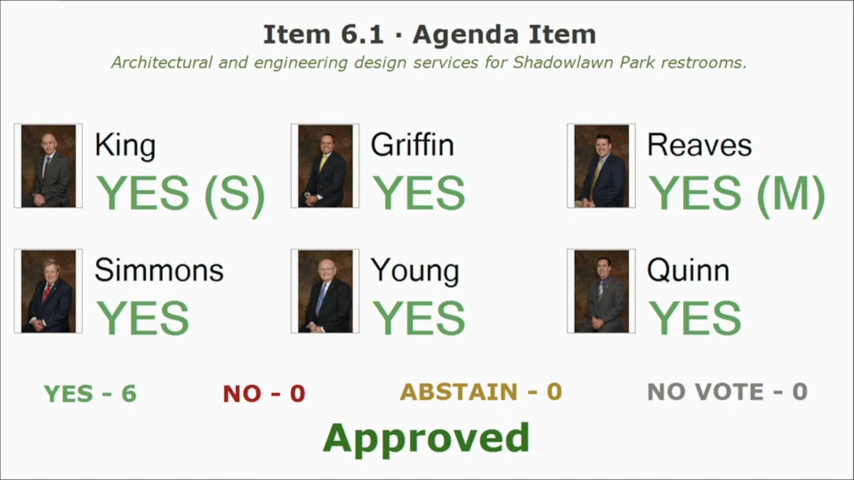 Item 6.1 · Agenda Item
Architectural and engineering design services for Shadowlawn Park restrooms.
King
YES (S)
Griffin
YES
Reaves
YES (M)
Simmons
YES
Young
YES
Quinn
YES
YES - 6
NO - 0
ABSTAIN - 0
NO VOTE - 0
Approved